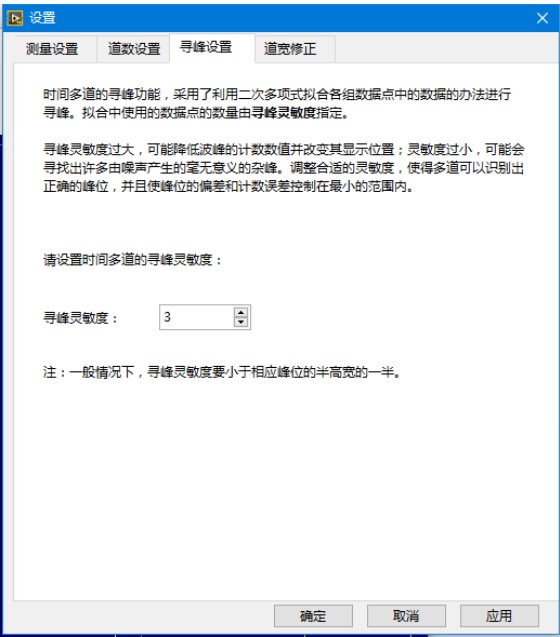 设置
测量设置 道数设置 寻峰设置 道宽修正
时间多道的寻峰功能，采用了利用二次多项式拟合各组数据点中的数据的办法进行
寻峰。拟合中使用的数据点的数量由寻峰灵敏度指定。
寻峰灵敏度过大，可能降低波峰的计数数值并改变其显示位置；灵敏度过小，可能会
寻找出许多由噪声产生的毫无意义的杂峰。调整合适的灵敏度，使得多道可以识别出
正确的峰位，并且使峰位的偏差和计数误差控制在最小的范围内。
请设置时间多道的寻峰灵敏度：
寻峰灵敏度： 3
注：一般情况下，寻峰灵敏度要小于相应峰位的半高宽的一半。
确定 取消 应用